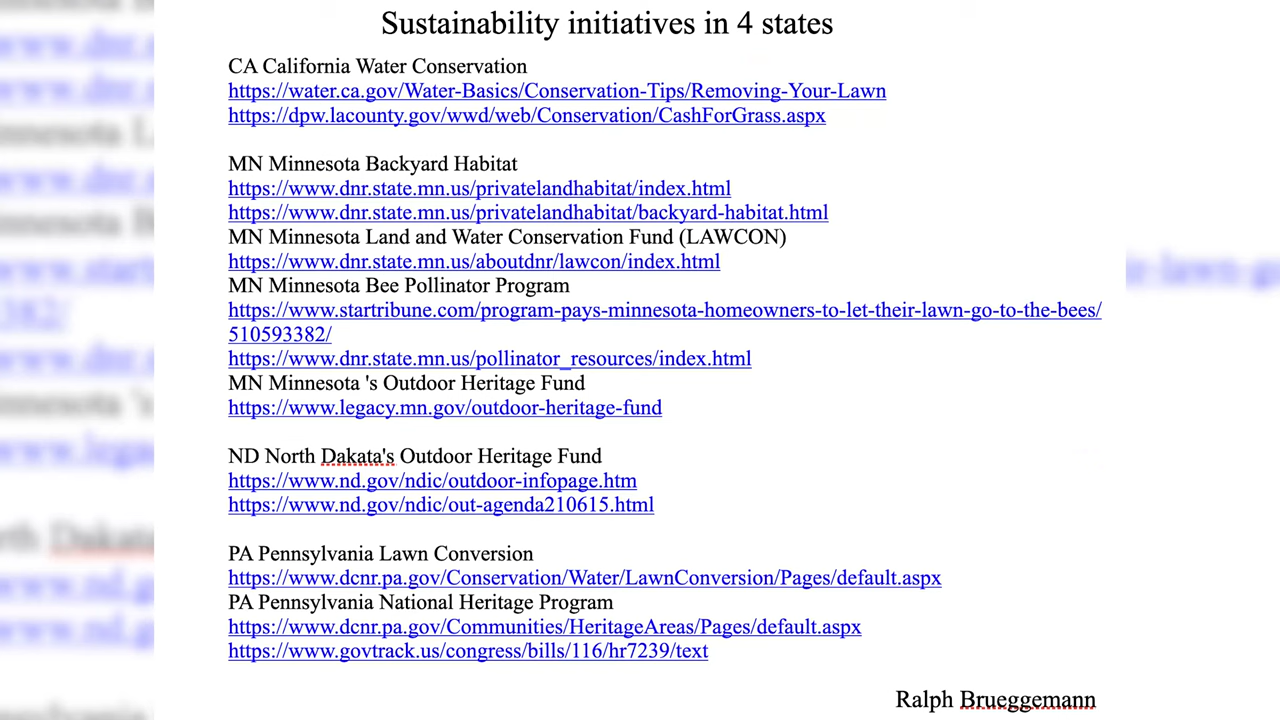 Sustainability initiatives in 4 states
CA California Water Conservation
https://water.ca.gov/Water-Basics/Conservation-Tips/Removing-Your-Lawn
https://dpw.lacounty.gov/wwd/web/Conservation/CashForGrass.aspx
MN Minnesota Backyard Habitat
https://www.dnr.state.mn.us/privatelandhabitat/index.html
https://www.dnr.state.mn.us/privatelandhabitat/backyard-habitat.html
MN Minnesota Land and Water Conservation Fund (LAWCON)
https://www.dnr.state.mn.us/aboutdnr/lawcon/index.html
MN Minnesota Bee Pollinator Program
https://www.startribune.com/program-pays-minnesota-homeowners-to-let-their-lawn-go-to-the-bees/
510593382/
https://www.dnr.state.mn.us/pollinator_resources/index.html
MN Minnesota 's Outdoor Heritage Fund
https://www.legacy.mn.gov/outdoor-heritage-fund
ND North Dakata's Outdoor Heritage Fund
https://www.nd.gov/ndic/outdoor-infopage.htm
https://www.nd.gov/ndic/out-agenda210615.html
PA Pennsylvania Lawn Conversion
https://www.dcnr.pa.gov/Conservation/Water/LawnConversion/Pages/default.aspx
PA Pennsylvania National Heritage Program
https://www.dcnr.pa.gov/Communities/HeritageAreas/Pages/default.aspx
https://www.govtrack.us/congress/bills/116/hr7239/text
Ralph Brueggemann